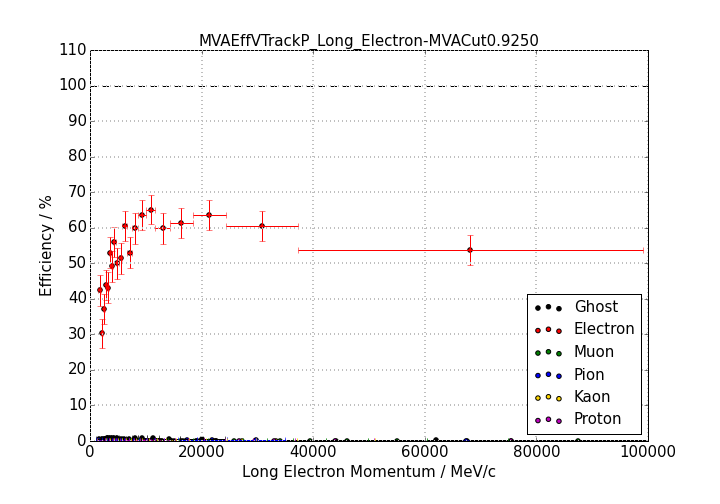 MVAEffVTrackP_Long_Electron-MVACut0.9250
110
100
90
80
70
60
50
40
30
20
10
0
Efficiency / %
Ghost
Electron
Muon
Pion
Kaon
Proton
0 20000 40000 60000 80000 100000
Long Electron Momentum / MeV/c